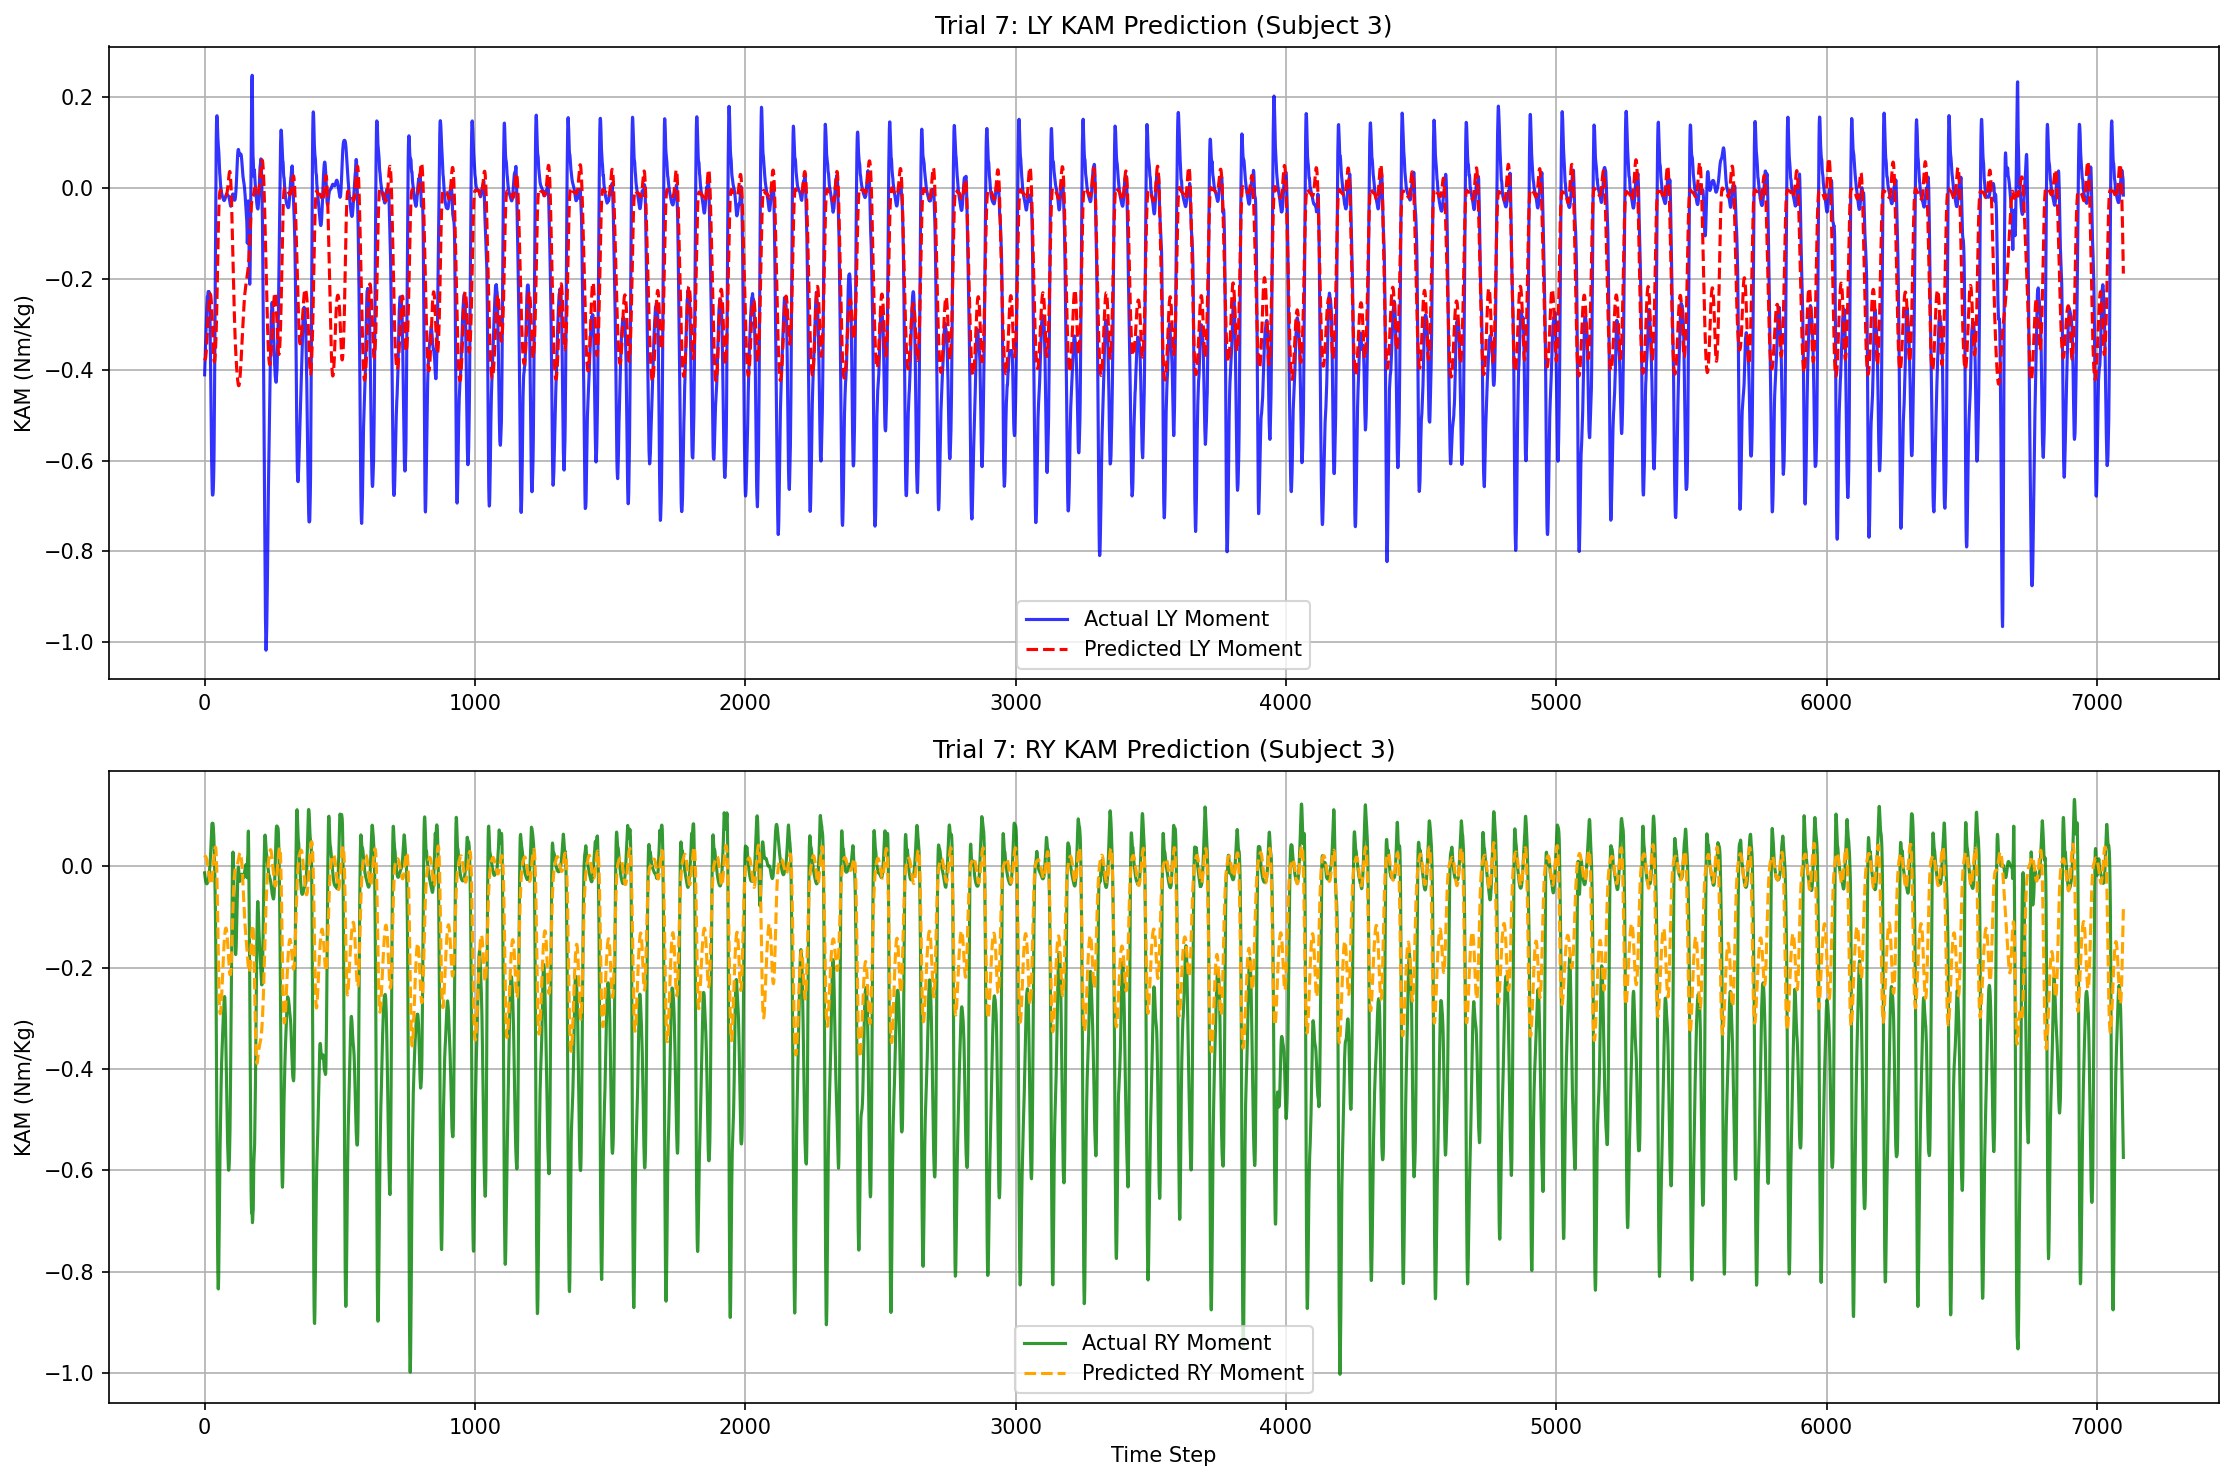 Trial 7: LY KAM Prediction (Subject 3)
KAM (Nm/Kg)
0.2
0.0
−0.2
−0.4
−0.6
−0.8
−1.0
Actual LY Moment
Predicted LY Moment
0 1000 2000 3000 4000 5000 6000 7000
Trial 7: RY KAM Prediction (Subject 3)
KAM (Nm/Kg)
0.0
−0.2
−0.4
−0.6
−0.8
−1.0
Actual RY Moment
Predicted RY Moment
0 1000 2000 3000 4000 5000 6000 7000
Time Step